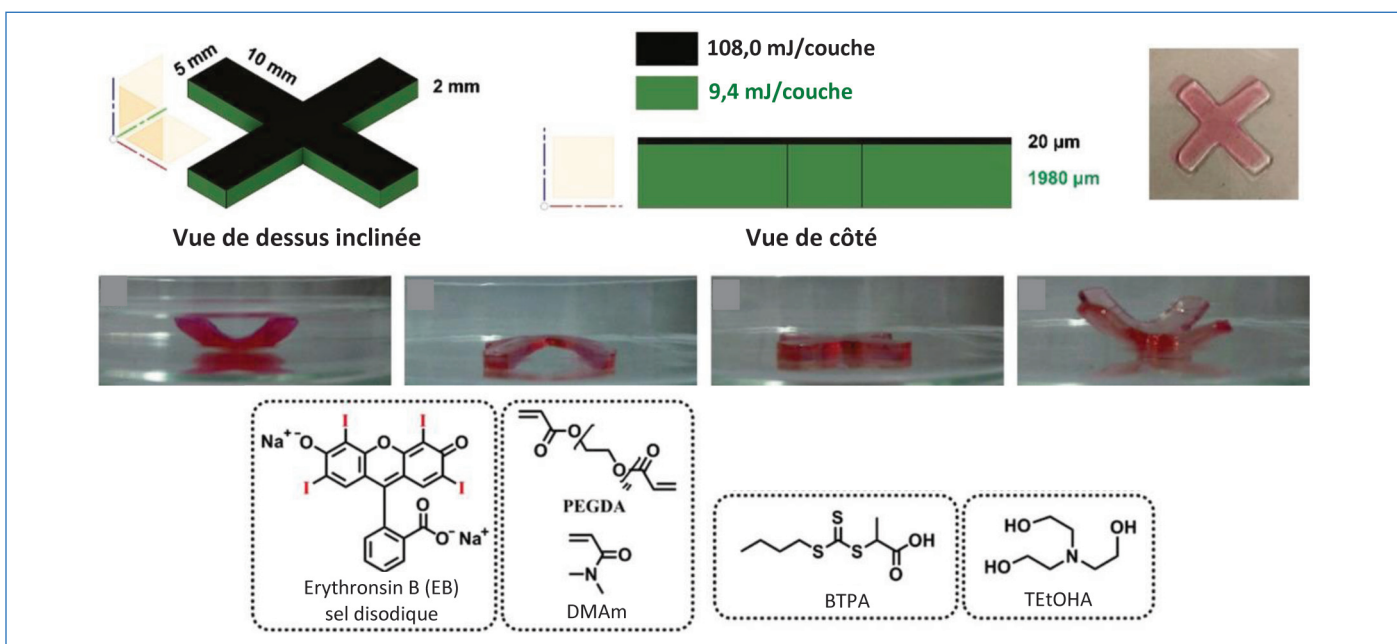 5 mm
10 mm
2 mm
108,0 mJ/couche
9,4 mJ/couche
20 µm
1980 µm
Vue de dessus inclinée
Vue de côté
Na⁺⁻O
O
O
I
I
I
I
O
O⁻ Na⁺
Erythronsin B (EB)
sel disodique
O
O
O
O
n
PEGDA
O
N
DMAm
S
S
S
OH
O
BTPA
HO
OH
HO
N
TEtOHA